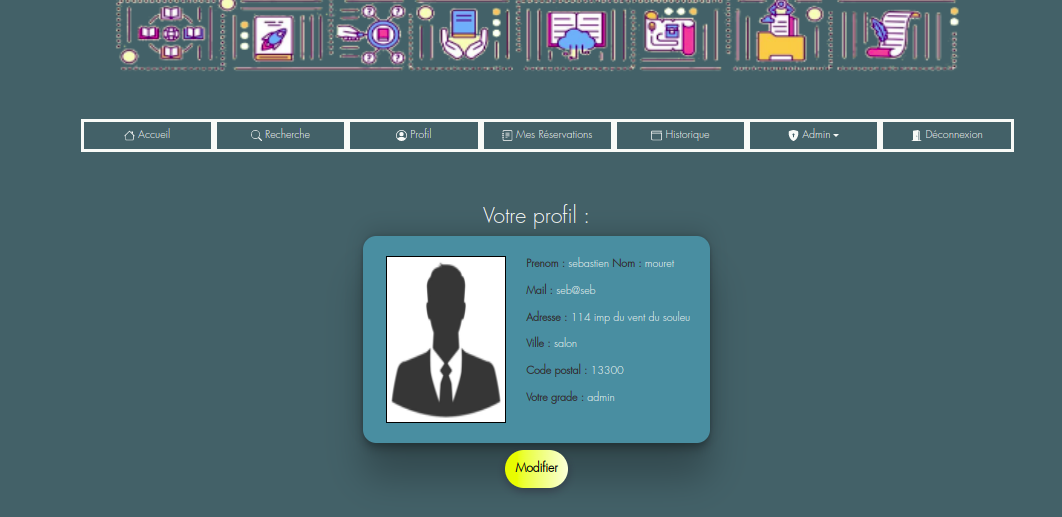 Accueil Recherche Profil Mes Réservations Historique Admin Déconnexion
Votre profil :
Prenom : sebastien Nom : mouret
Mail : seb@seb
Adresse : 114 imp du vent du souleu
Ville : salon
Code postal : 13300
Votre grade : admin
Modifier